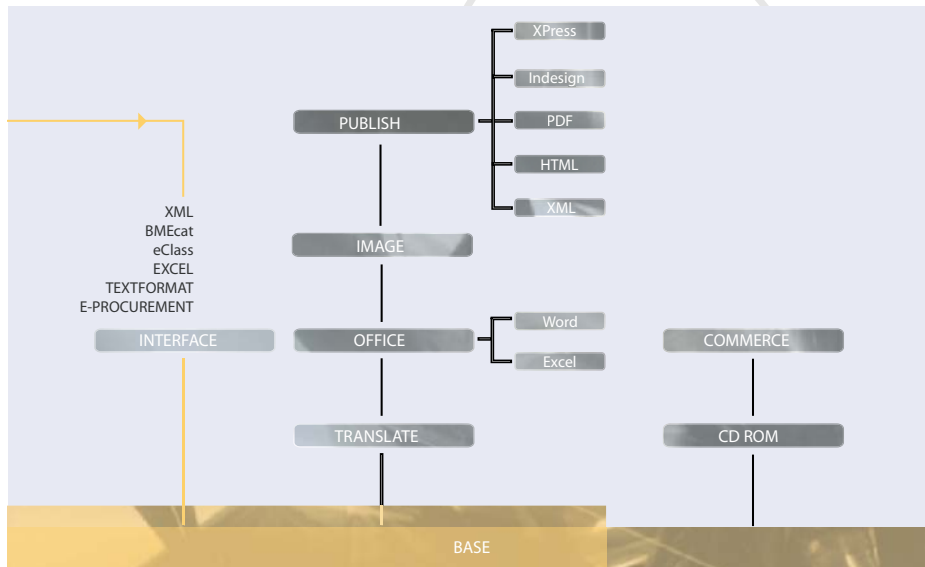 XPress
Indesign
PUBLISH
PDF
HTML
XML
XML
BMEcat
eClass
EXCEL
TEXTFORMAT
E-PROCUREMENT
IMAGE
INTERFACE
OFFICE
Word
Excel
COMMERCE
TRANSLATE
CD ROM
BASE